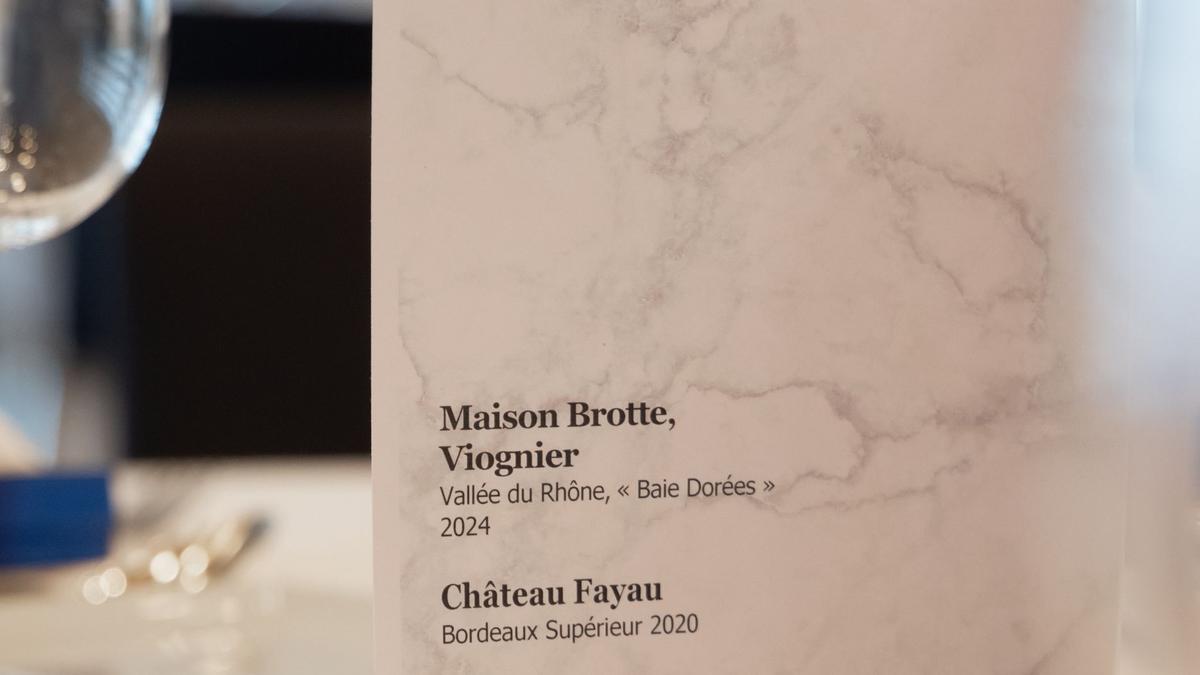 Maison Brotte,
Viognier
Vallée du Rhône, « Baie Dorées »
2024
Château Fayau
Bordeaux Supérieur 2020